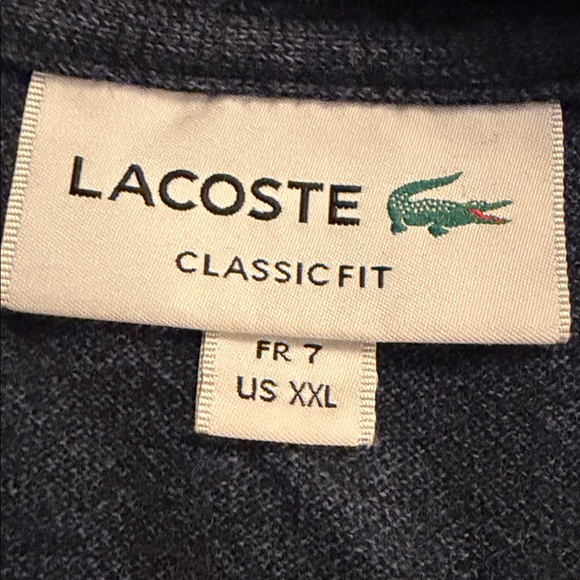 LACOSTE
CLASSIC FIT
FR 7
US XXL